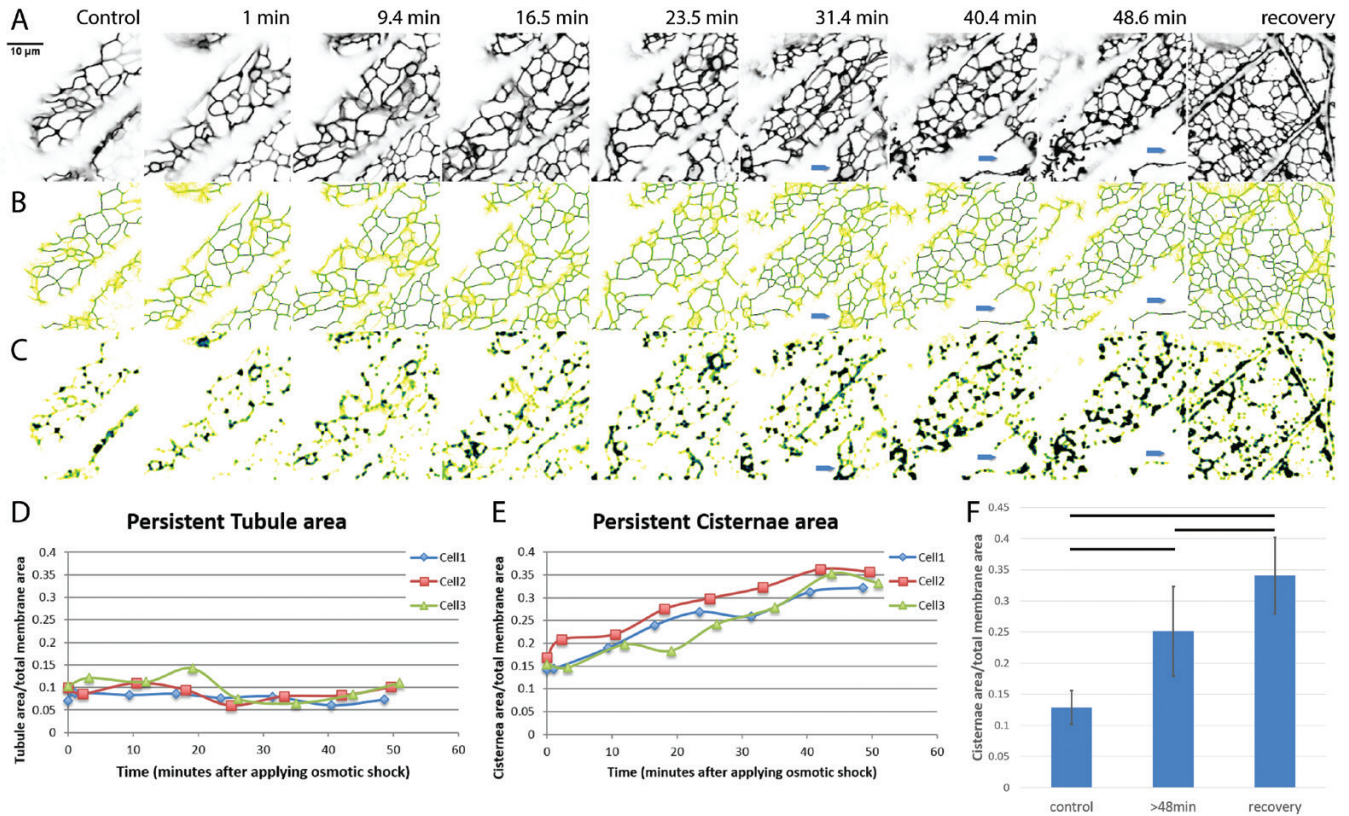 A Control 1 min 9.4 min 16.5 min 23.5 min 31.4 min 40.4 min 48.6 min recovery
10 µm
B
C
D Persistent Tubule area
Tubule area/total membrane area
0.4
0.35
0.3
0.25
0.2
0.15
0.1
0.05
0
Cell1
Cell2
Cell3
0 10 20 30 40 50 60
Time (minutes after applying osmotic shock)
E Persistent Cisternae area
Cisternea area/total membrane area
0.4
0.35
0.3
0.25
0.2
0.15
0.1
0.05
0
Cell1
Cell2
Cell3
0 10 20 30 40 50 60
Time (minutes after applying osmotic shock)
F
Cisternae area/total membrane area
0.45
0.4
0.35
0.3
0.25
0.2
0.15
0.1
0.05
0
control >48min recovery